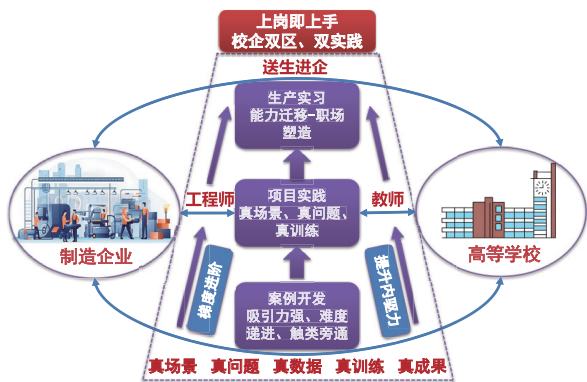 上岗即上手
校企双区、双实践
送生进企
生产实习
能力迁移-职场
塑造
工程师
项目实践
真场景、真问题、
真训练
教师
制造企业
高等学校
阶进度梯
提升内驱力
案例开发
吸引力强、难度
递进、触类旁通
真场景 真问题 真数据 真训练 真成果